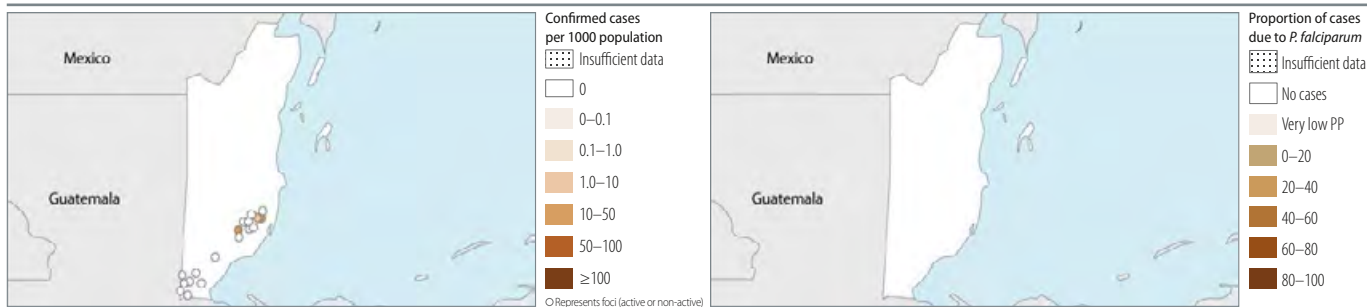 Mexico
Guatemala
Confirmed cases
per 1000 population
Insufficient data
0
0–0.1
0.1–1.0
1.0–10
10–50
50–100
≥100
Represents foci (active or non-active)
Mexico
Guatemala
Proportion of cases
due to P. falciparum
Insufficient data
No cases
Very low PP
0–20
20–40
40–60
60–80
80–100